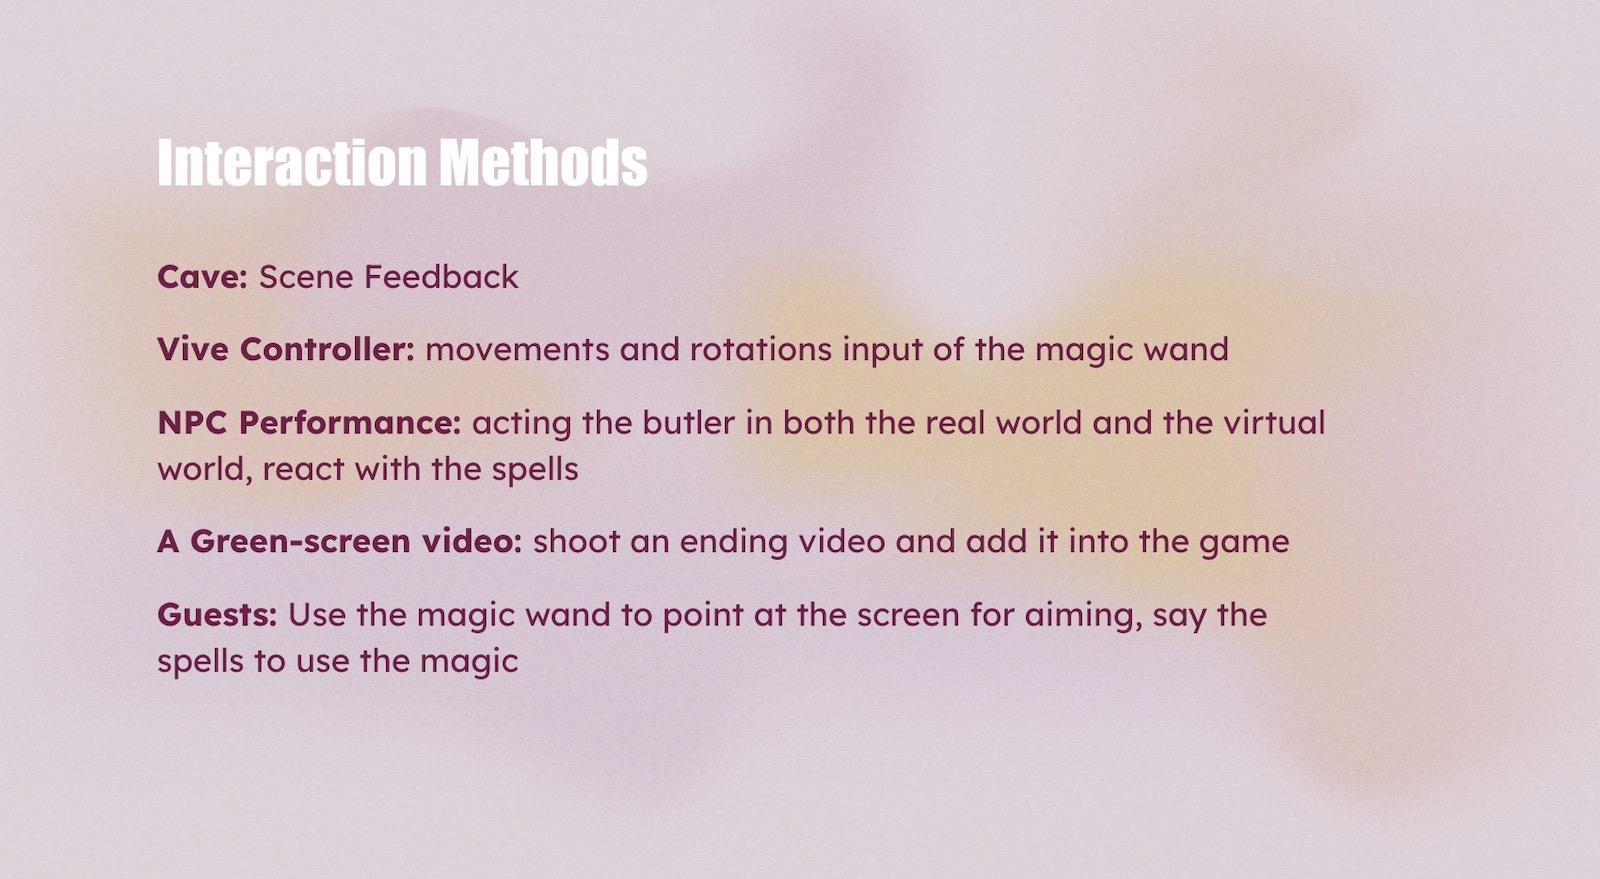 Interaction Methods
Cave: Scene Feedback
Vive Controller: movements and rotations input of the magic wand
NPC Performance: acting the butler in both the real world and the virtual
world, react with the spells
A Green-screen video: shoot an ending video and add it into the game
Guests: Use the magic wand to point at the screen for aiming, say the
spells to use the magic